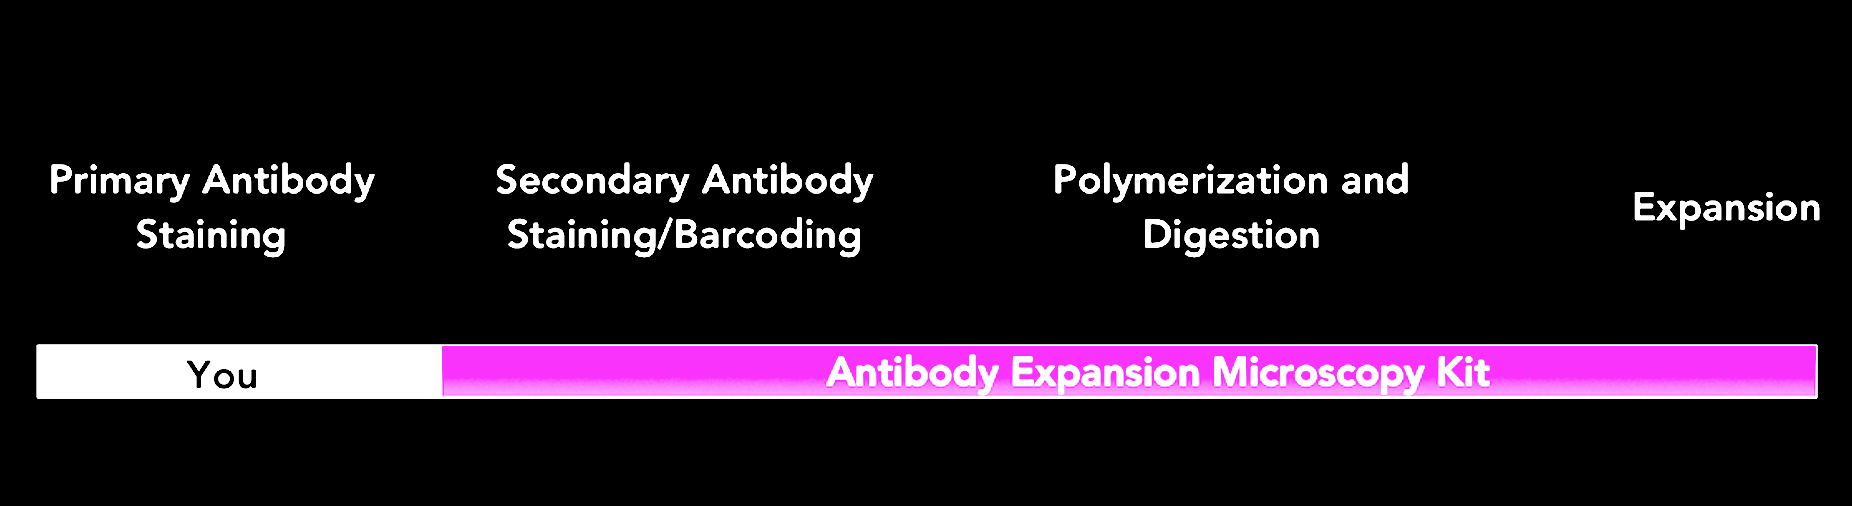 Primary Antibody
Staining
Secondary Antibody
Staining/Barcoding
Polymerization and
Digestion
Expansion
You
Antibody Expansion Microscopy Kit